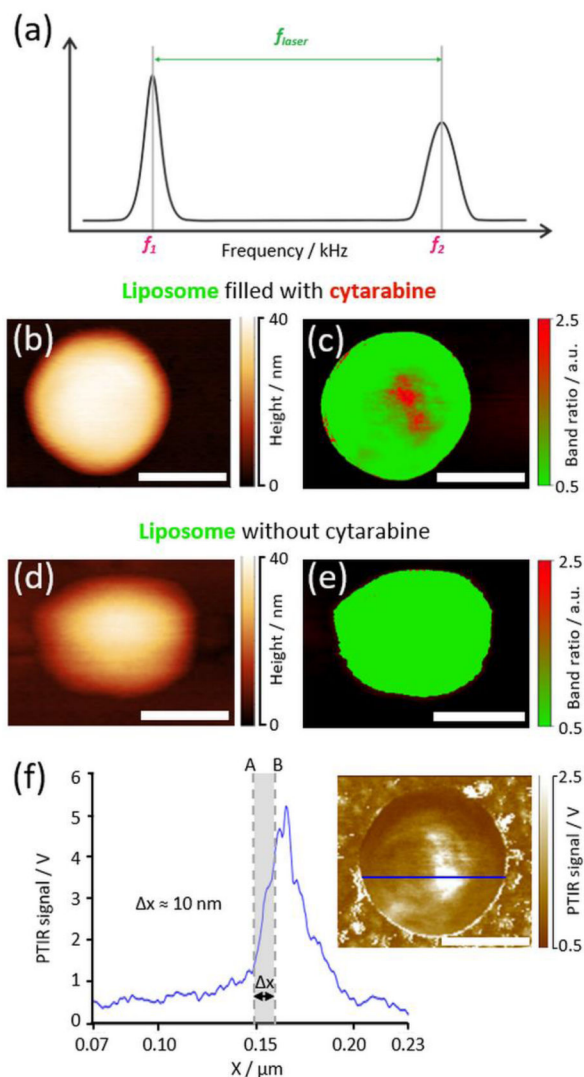 (a)
f laser
f1
Frequency / kHz
f2
Liposome filled with cytarabine
(b)
40
Height / nm
0
(c)
2.5
Band ratio / a.u.
0.5
Liposome without cytarabine
(d)
40
Height / nm
0
(e)
2.5
Band ratio / a.u.
0.5
(f)
A B
6
5
4
3
2
1
0
PTIR signal / V
Δx ≈ 10 nm
Δx
0.07 0.10 0.15 0.20 0.23
X / μm
2.5
PTIR signal / V
0.5